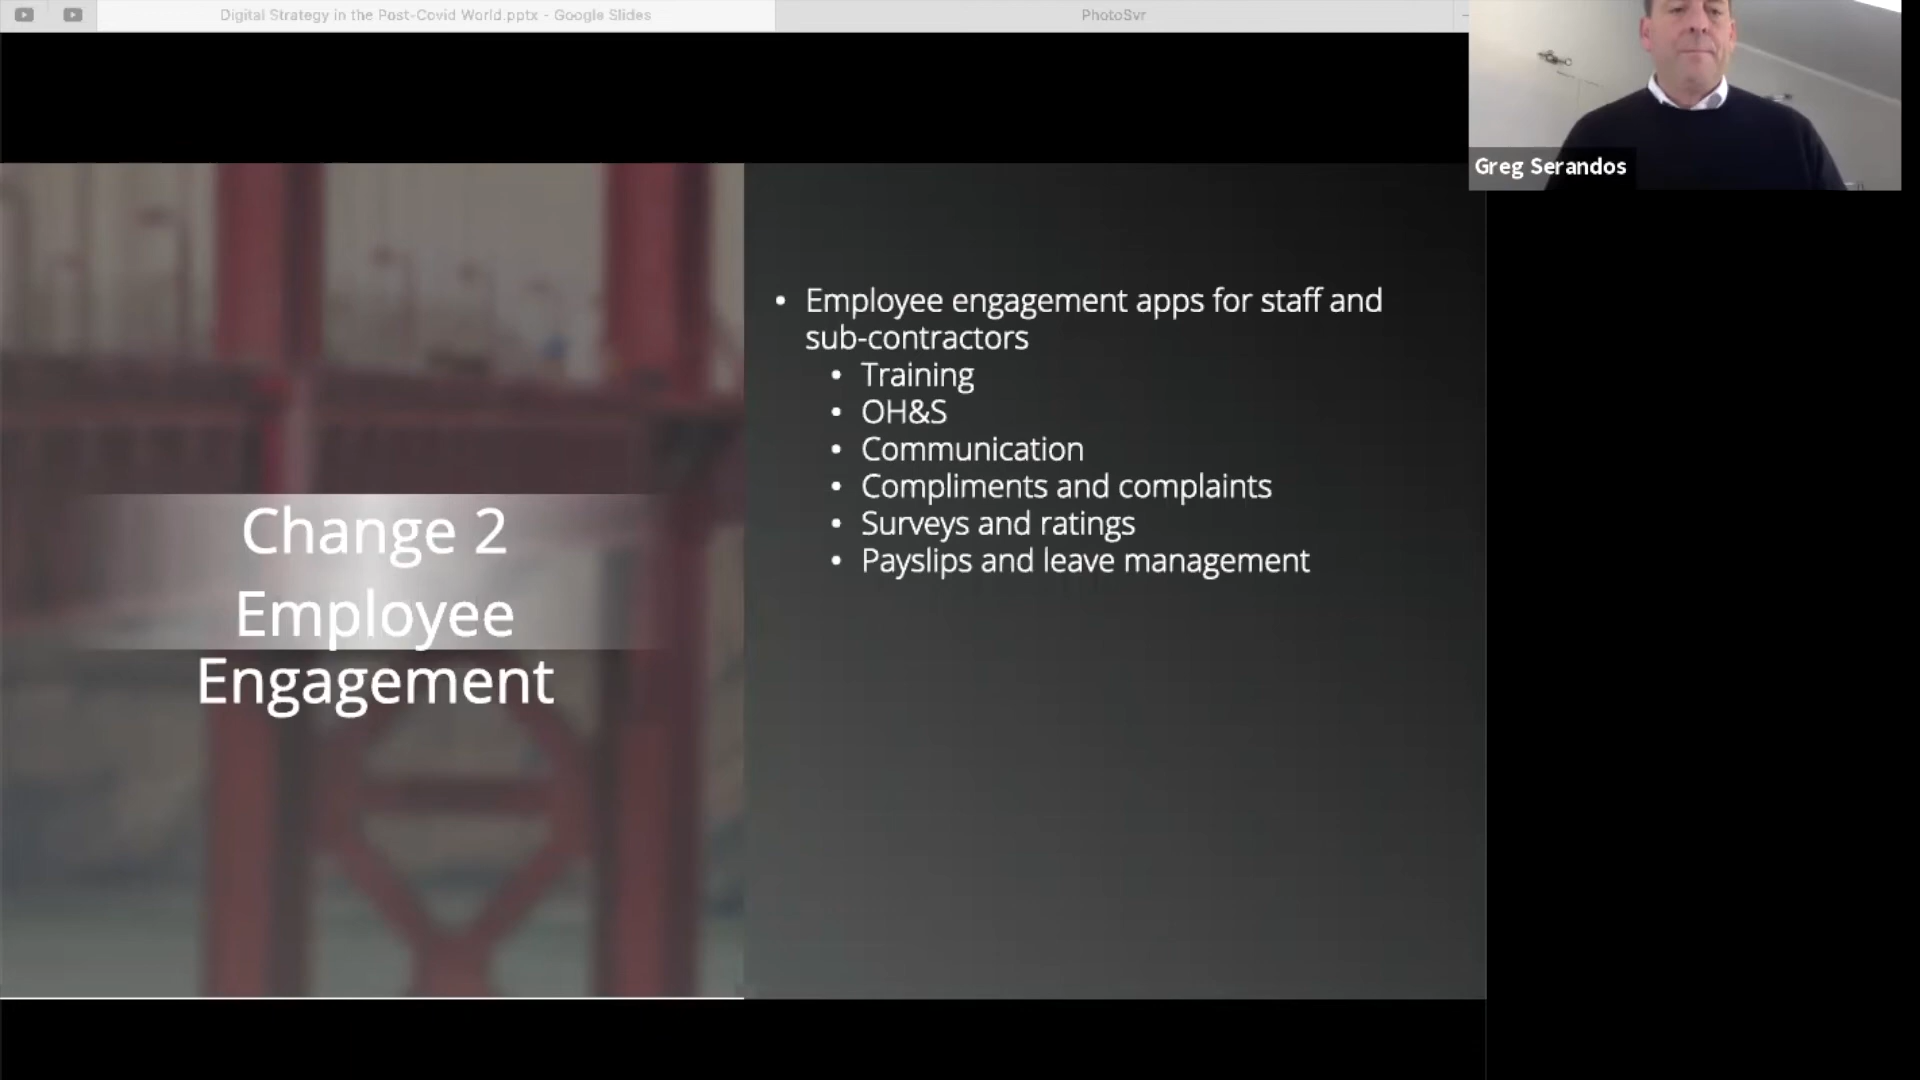 Digital Strategy in the Post-Covid World.pptx - Google Slides
PhotoSvr
Greg Serandos
Change 2
Employee
Engagement
• Employee engagement apps for staff and
sub-contractors
• Training
• OH&S
• Communication
• Compliments and complaints
• Surveys and ratings
• Payslips and leave management